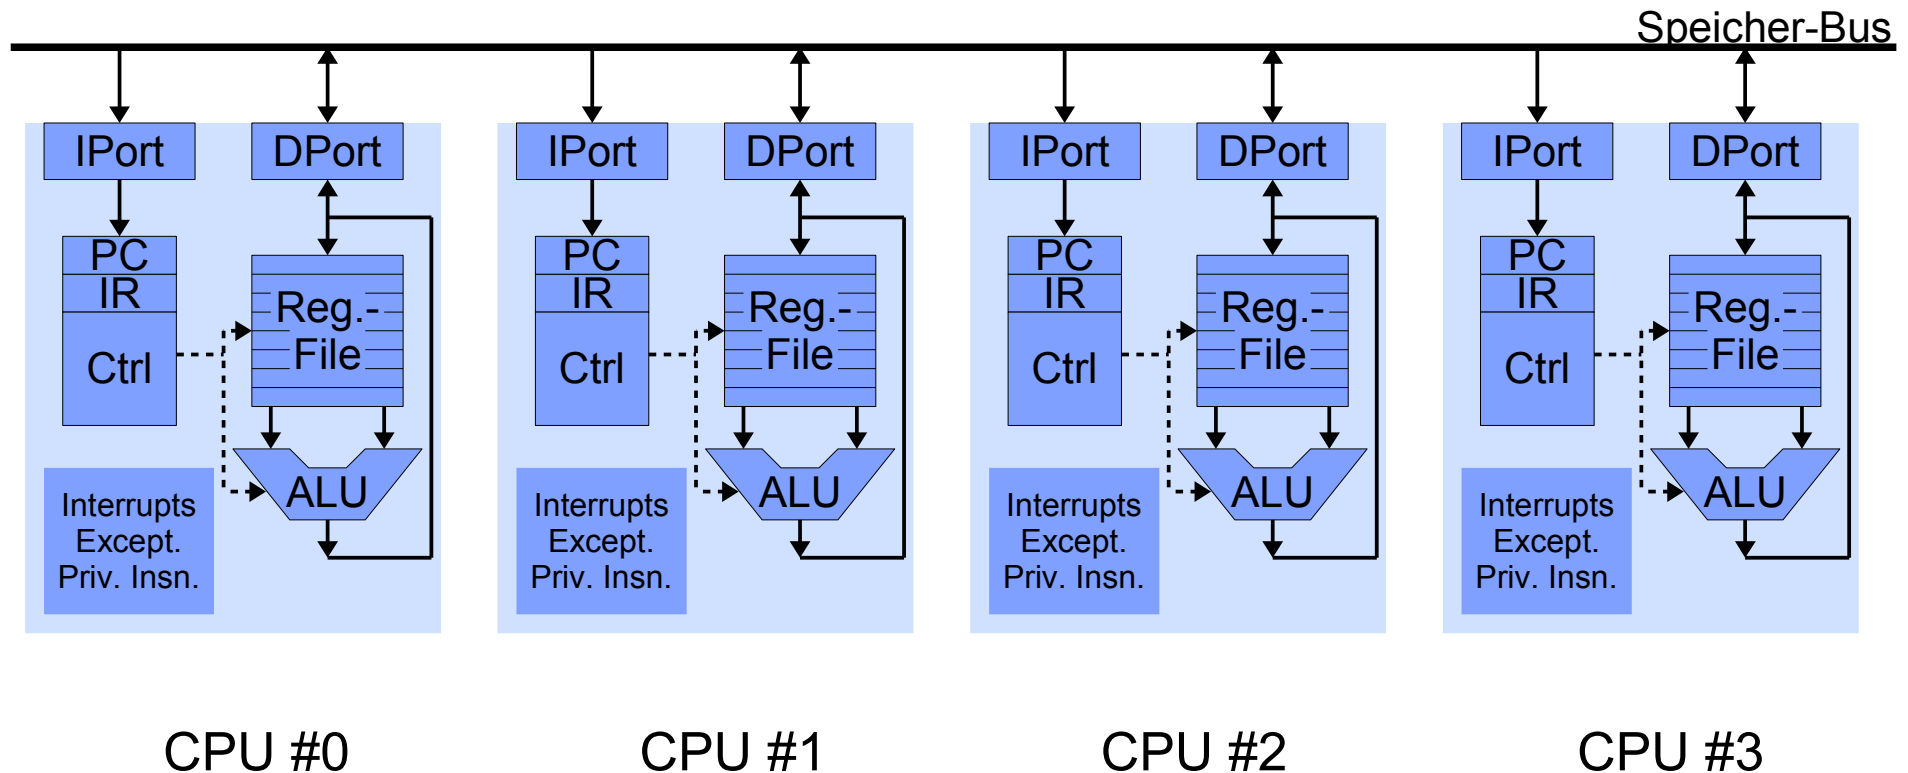 Speicher-Bus
IPort
DPort
IPort
DPort
IPort
DPort
IPort
DPort
PC
IR
Ctrl
Reg.-
File
ALU
Interrupts
Except.
Priv. Insn.
PC
IR
Ctrl
Reg.-
File
ALU
Interrupts
Except.
Priv. Insn.
PC
IR
Ctrl
Reg.-
File
ALU
Interrupts
Except.
Priv. Insn.
PC
IR
Ctrl
Reg.-
File
ALU
Interrupts
Except.
Priv. Insn.
CPU #0
CPU #1
CPU #2
CPU #3